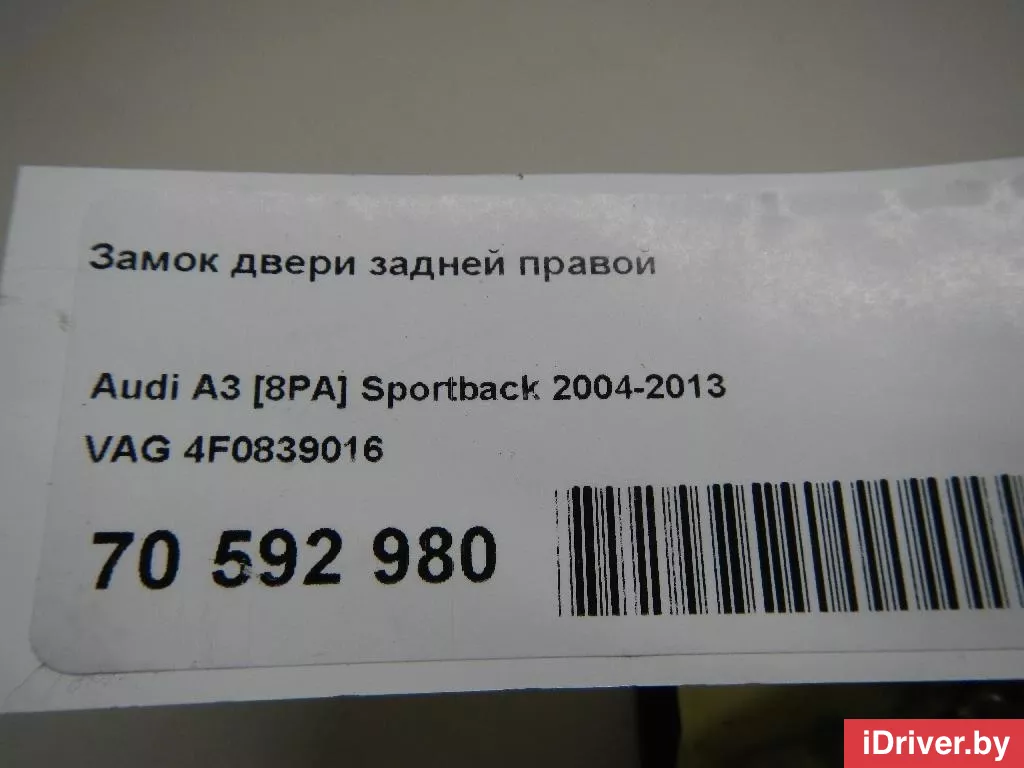 Замок двери задней правой
Audi A3 [8PA] Sportback 2004-2013
VAG 4F0839016
70 592 980
iDriver.by